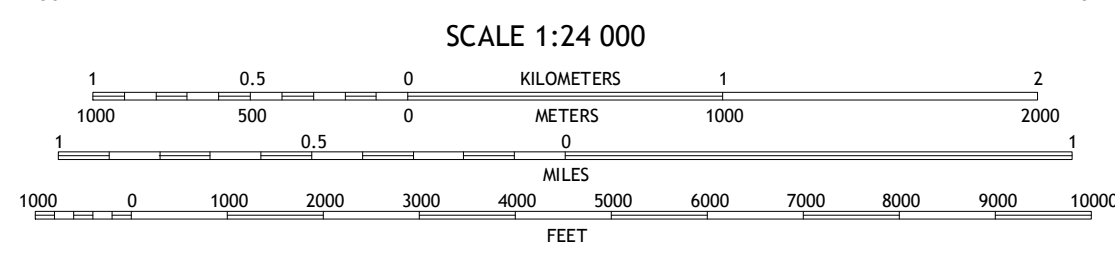 SCALE 1:24 000
1 0.5 0 KILOMETERS 1 2
1000 500 0 METERS 1000 2000
1 0.5 0 1
MILES
1000 0 1000 2000 3000 4000 5000 6000 7000 8000 9000 10000
FEET